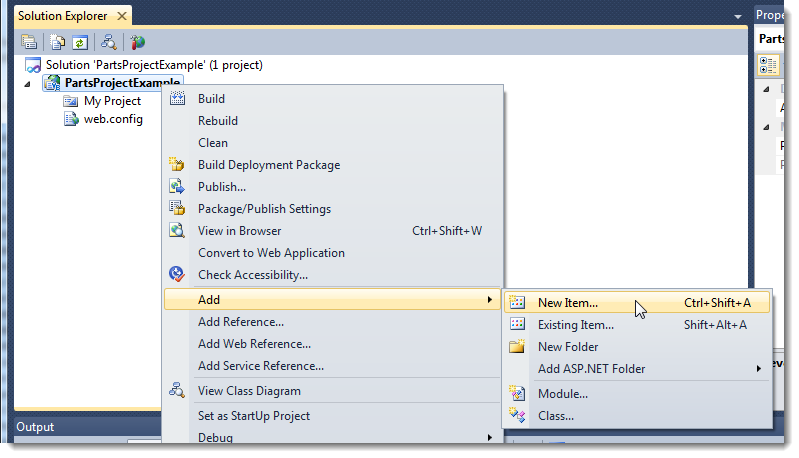 Solution Explorer
Prope
Parts
Solution 'PartsProjectExample' (1 project)
PartsProjectExample
My Project
web.config
Build
Rebuild
Clean
Build Deployment Package
Publish...
Package/Publish Settings
View in Browser Ctrl+Shift+W
Convert to Web Application
Check Accessibility...
Add
Add Reference...
Add Web Reference...
Add Service Reference...
View Class Diagram
Set as StartUp Project
Debug
New Item... Ctrl+Shift+A
Existing Item... Shift+Alt+A
New Folder
Add ASP.NET Folder
Module...
Class...
Output